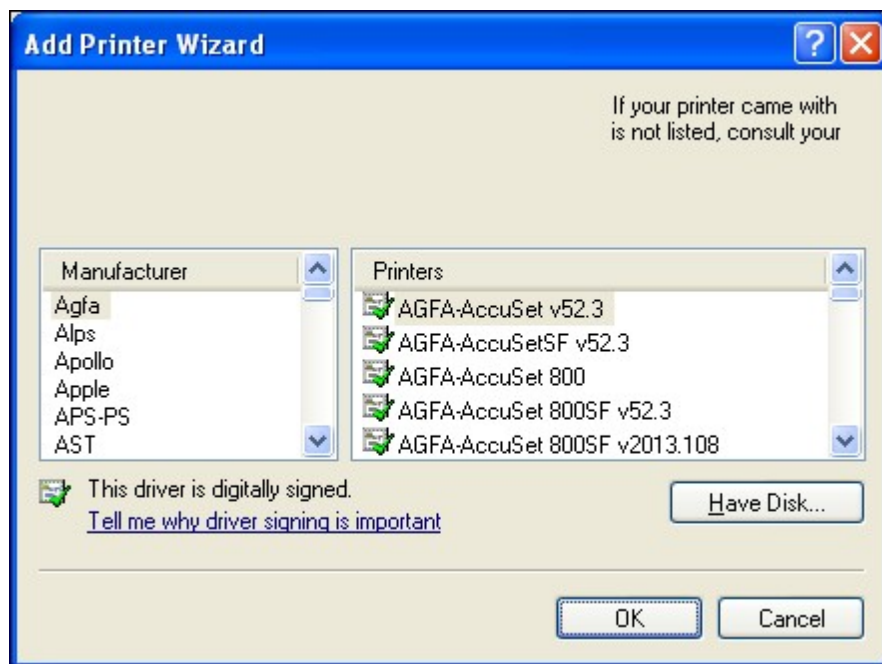 Add Printer Wizard
If your printer came with
is not listed, consult your
Manufacturer
Agfa
Alps
Apollo
Apple
APS-PS
AST
Printers
AGFA-AccuSet v52.3
AGFA-AccuSetSF v52.3
AGFA-AccuSet 800
AGFA-AccuSet 800SF v52.3
AGFA-AccuSet 800SF v2013.108
This driver is digitally signed.
Tell me why driver signing is important
Have Disk...
OK
Cancel